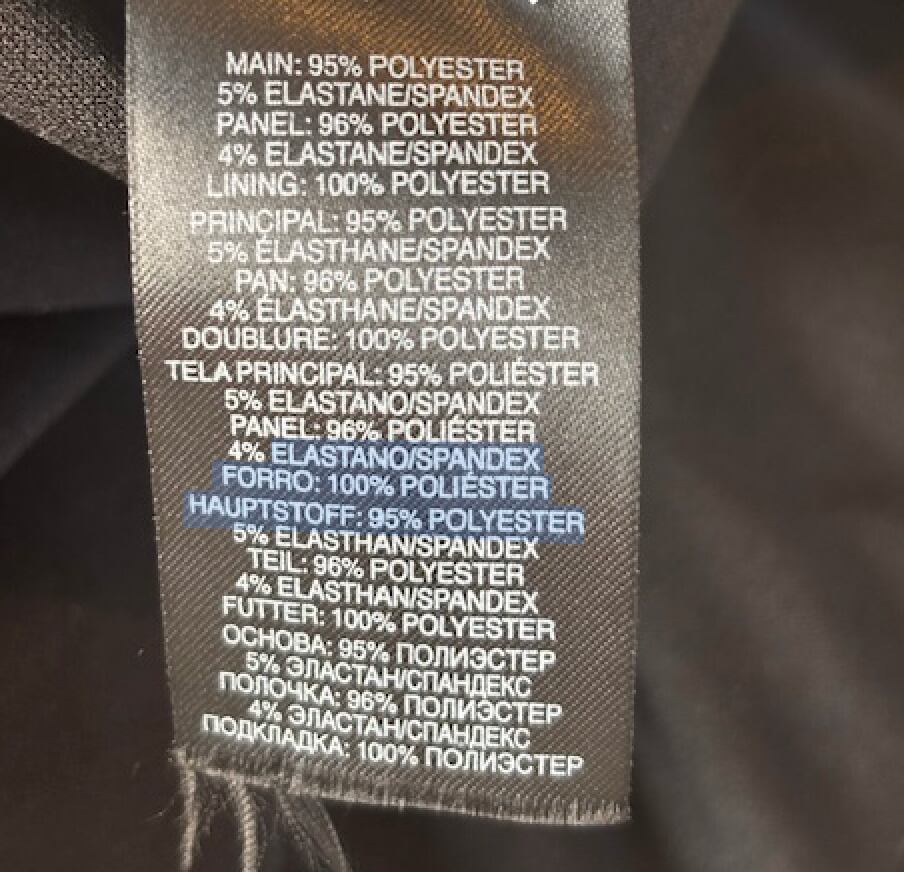 MAIN: 95% POLYESTER
5% ELASTANE/SPANDEX
PANEL: 96% POLYESTER
4% ELASTANE/SPANDEX
LINING: 100% POLYESTER
PRINCIPAL: 95% POLYESTER
5% ÉLASTHANE/SPANDEX
PAN: 96% POLYESTER
4% ÉLASTHANE/SPANDEX
DOUBLURE: 100% POLYESTER
TELA PRINCIPAL: 95% POLIÉSTER
5% ELASTANO/SPANDEX
PANEL: 96% POLIÉSTER
4% ELASTANO/SPANDEX
FORRO: 100% POLIÉSTER
HAUPTSTOFF: 95% POLYESTER
5% ELASTHAN/SPANDEX
TEIL: 96% POLYESTER
4% ELASTHAN/SPANDEX
FUTTER: 100% POLYESTER
ОСНОВА: 95% ПОЛИЭСТЕР
5% ЭЛАСТАН/СПАНДЕКС
ПОЛОЧКА: 96% ПОЛИЭСТЕР
4% ЭЛАСТАН/СПАНДЕКС
ПОДКЛАДКА: 100% ПОЛИЭСТЕР